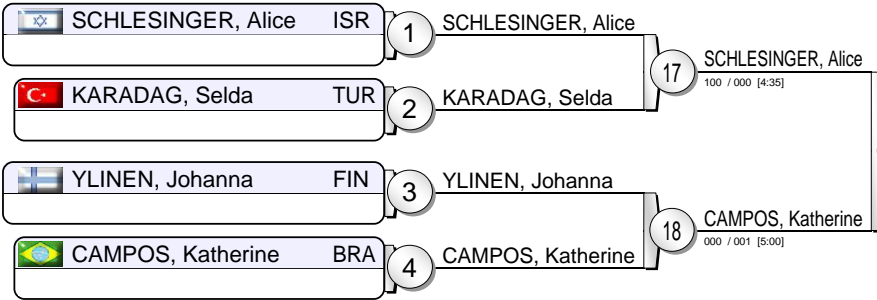 SCHLESINGER, Alice ISR
1
SCHLESINGER, Alice
17
SCHLESINGER, Alice
100 / 000 [4:35]
KARADAG, Selda TUR
2
KARADAG, Selda
YLINEN, Johanna FIN
3
YLINEN, Johanna
18
CAMPOS, Katherine
000 / 001 [5:00]
CAMPOS, Katherine BRA
4
CAMPOS, Katherine